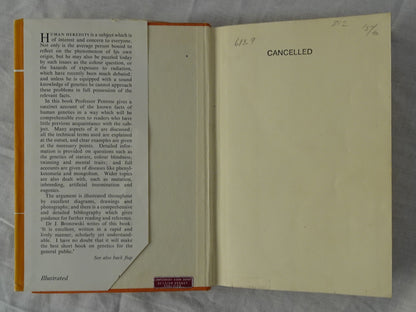 HUMAN HEREDITY is a subject which is
of interest and concern to everyone.
Not only is the average person bound to
reflect on the phenomenon of his own
origin, but he may also be puzzled today
by such issues as the colour question, or
the hazards of exposure to radiation,
which have recently been much debated:
and unless he is equipped with a sound
knowledge of genetics he cannot approach
these problems in full possession of the
relevant facts.
In this book Professor Penrose gives a
succinct account of the known facts of
human genetics in a way which will be
comprehensible even to readers who have
little previous acquaintance with the sub-
ject. Many aspects of it are discussed;
all the technical terms used are explained
at the outset, and clear examples are given
at the necessary points. Detailed infor-
mation is provided on questions such as
the genetics of stature, colour blindness,
twinning and mental traits; and full
accounts are given of diseases like phenyl-
ketonuria and mongolism. Wider topics
are also dealt with, such as mutation,
inbreeding, artificial insemination and
eugenics.
The argument is illustrated throughout
by excellent diagrams, drawings and
photographs; and there is a comprehensive
and detailed bibliography which gives
guidance for further reading and reference.
Dr J. Bronowski writes of this book:
'It is excellent, written in a rapid and
lively manner, scholarly yet understand-
able. I have no doubt that it will make
the best short book on genetics for the
general public.'
See also back flap
Illustrated
CANCELLED